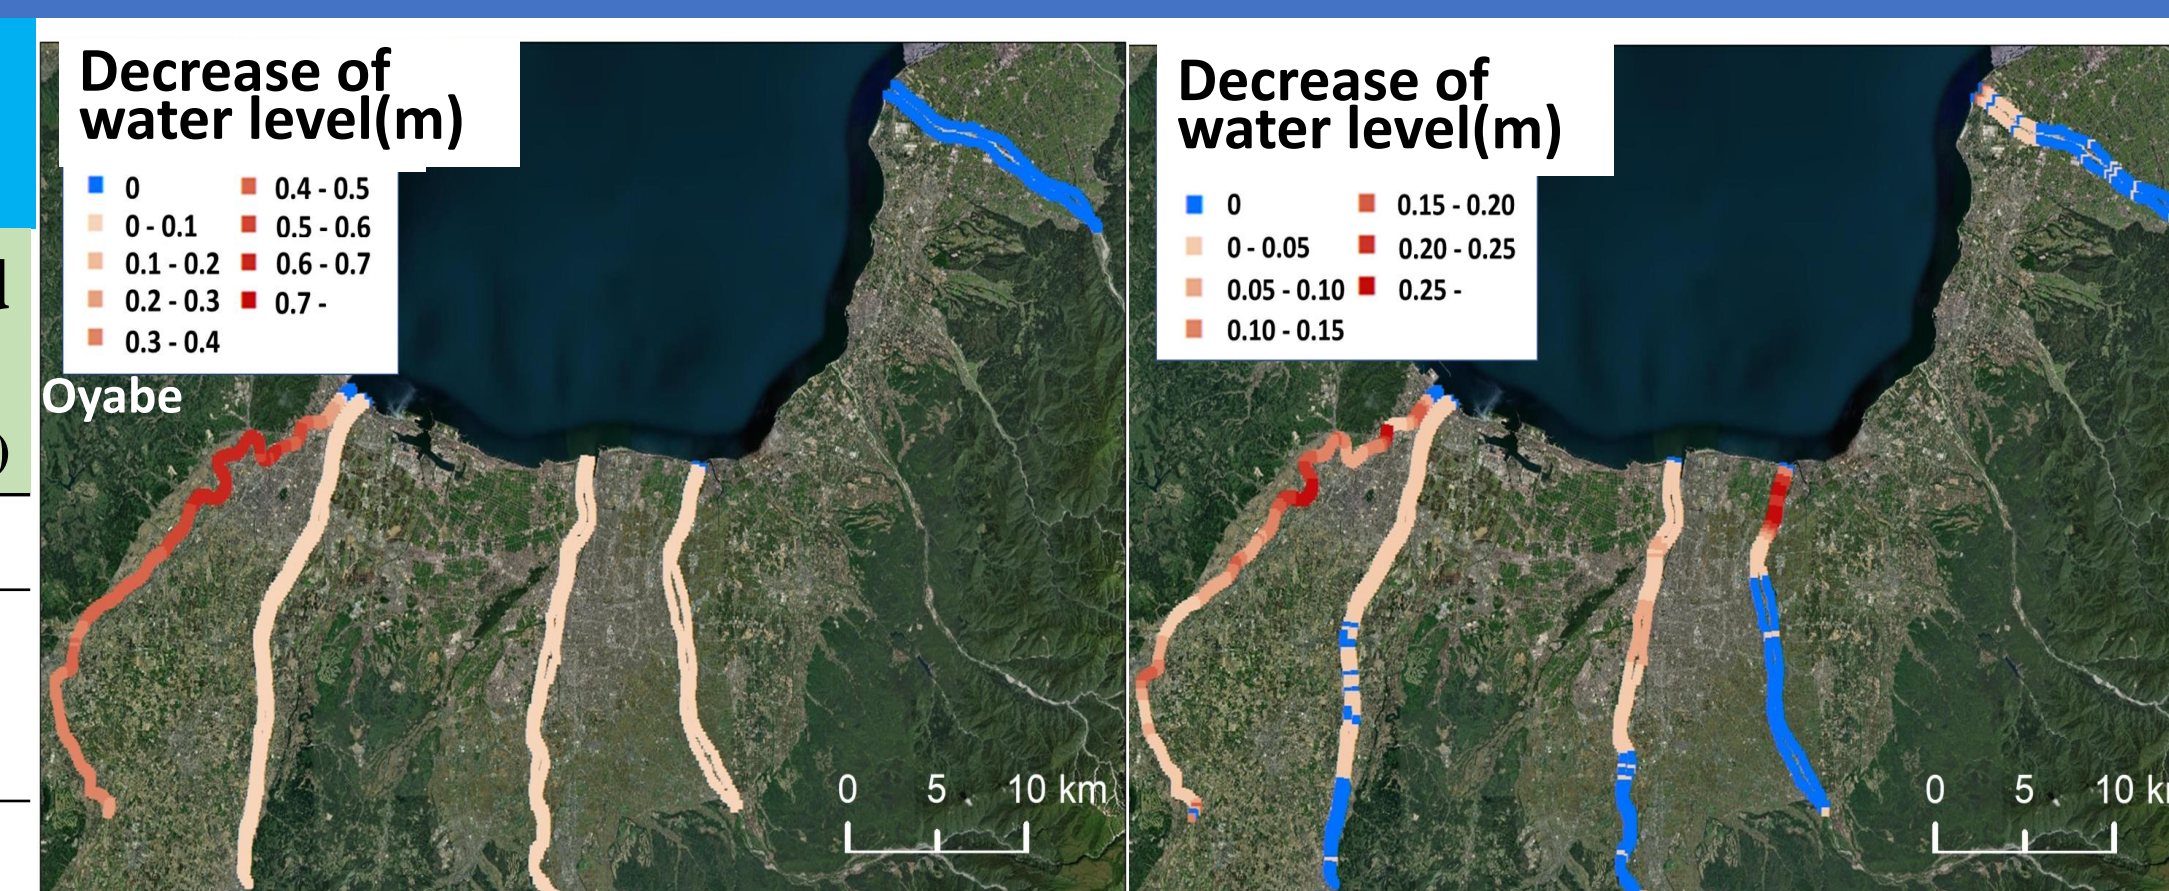 Decrease of
water level(m)
0
0 - 0.1
0.1 - 0.2
0.2 - 0.3
0.3 - 0.4
0.4 - 0.5
0.5 - 0.6
0.6 - 0.7
0.7 -
Oyabe
0 5 10 km
Decrease of
water level(m)
0
0 - 0.05
0.05 - 0.10
0.10 - 0.15
0.15 - 0.20
0.20 - 0.25
0.25 -
0 5 10 k
)